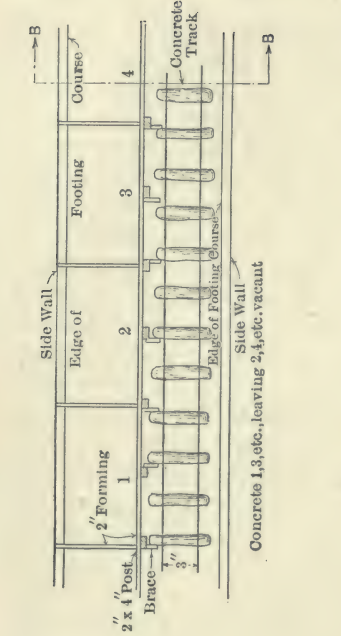 Side Wall
B
Edge of Footing Course
1 2 3 4
2" Forming
2"x 4" Post
Brace
3"
Concrete
Track
Edge of Footing Course
B
Side Wall
Concrete 1,3,etc.,leaving 2,4,etc.vacant